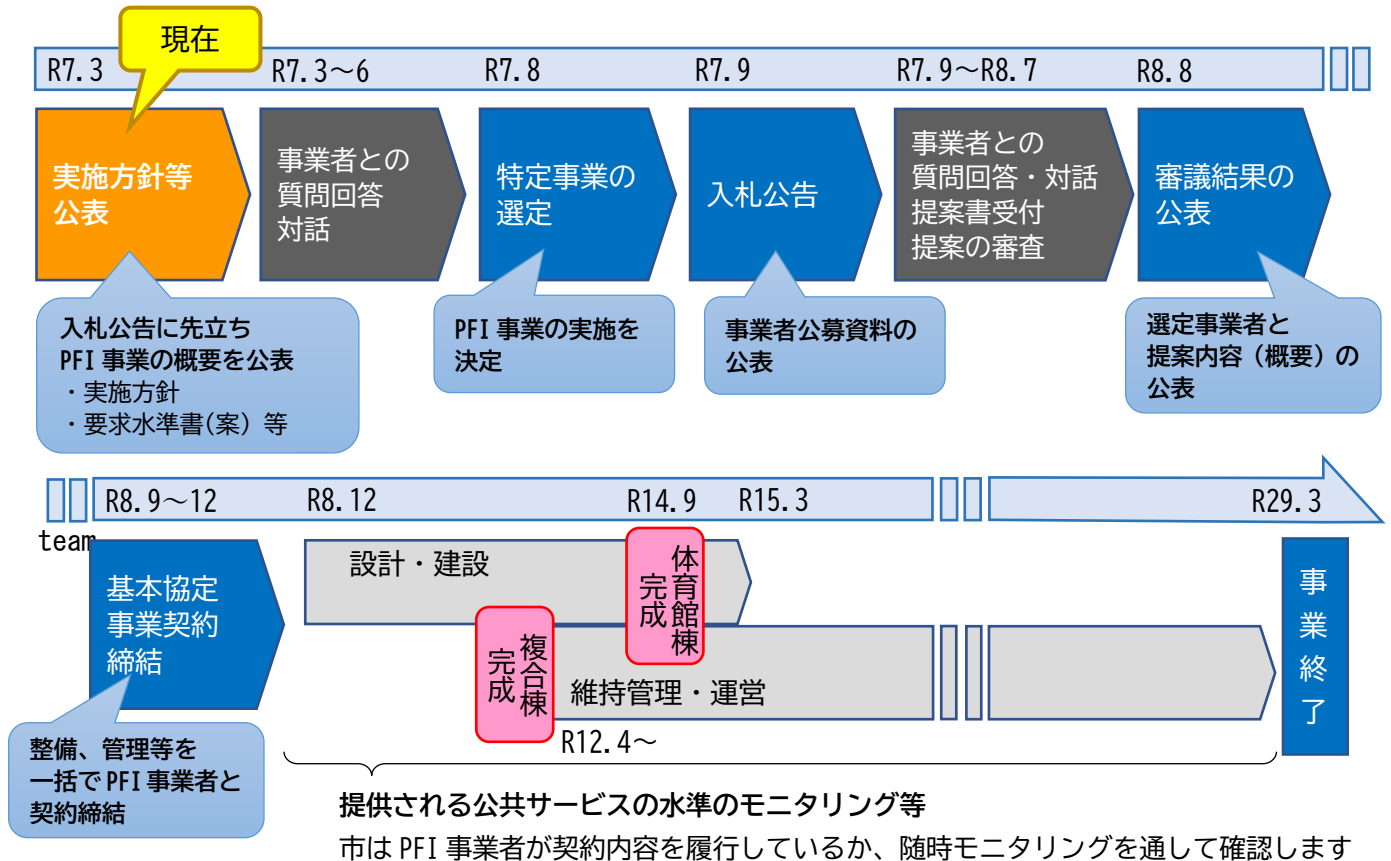 現在
R7.3
R7.3～6
R7.8
R7.9
R7.9～R8.7
R8.8
実施方針等
公表
事業者との
質問回答
対話
特定事業の
選定
入札公告
事業者との
質問回答・対話
提案書受付
提案の審査
審議結果の
公表
入札公告に先立ち
PFI 事業の概要を公表
・実施方針
・要求水準書(案）等
PFI 事業の実施を
決定
事業者公募資料の
公表
選定事業者と
提案内容（概要）の
公表
R8.9～12
R8.12
R14.9
R15.3
R29.3
team
基本協定
事業契約
締結
設計・建設
体育館棟
完成
複合棟
完成
維持管理・運営
R12.4～
事業終了
整備、管理等を
一括で PFI 事業者と
契約締結
提供される公共サービスの水準のモニタリング等
市は PFI 事業者が契約内容を履行しているか、随時モニタリングを通して確認します